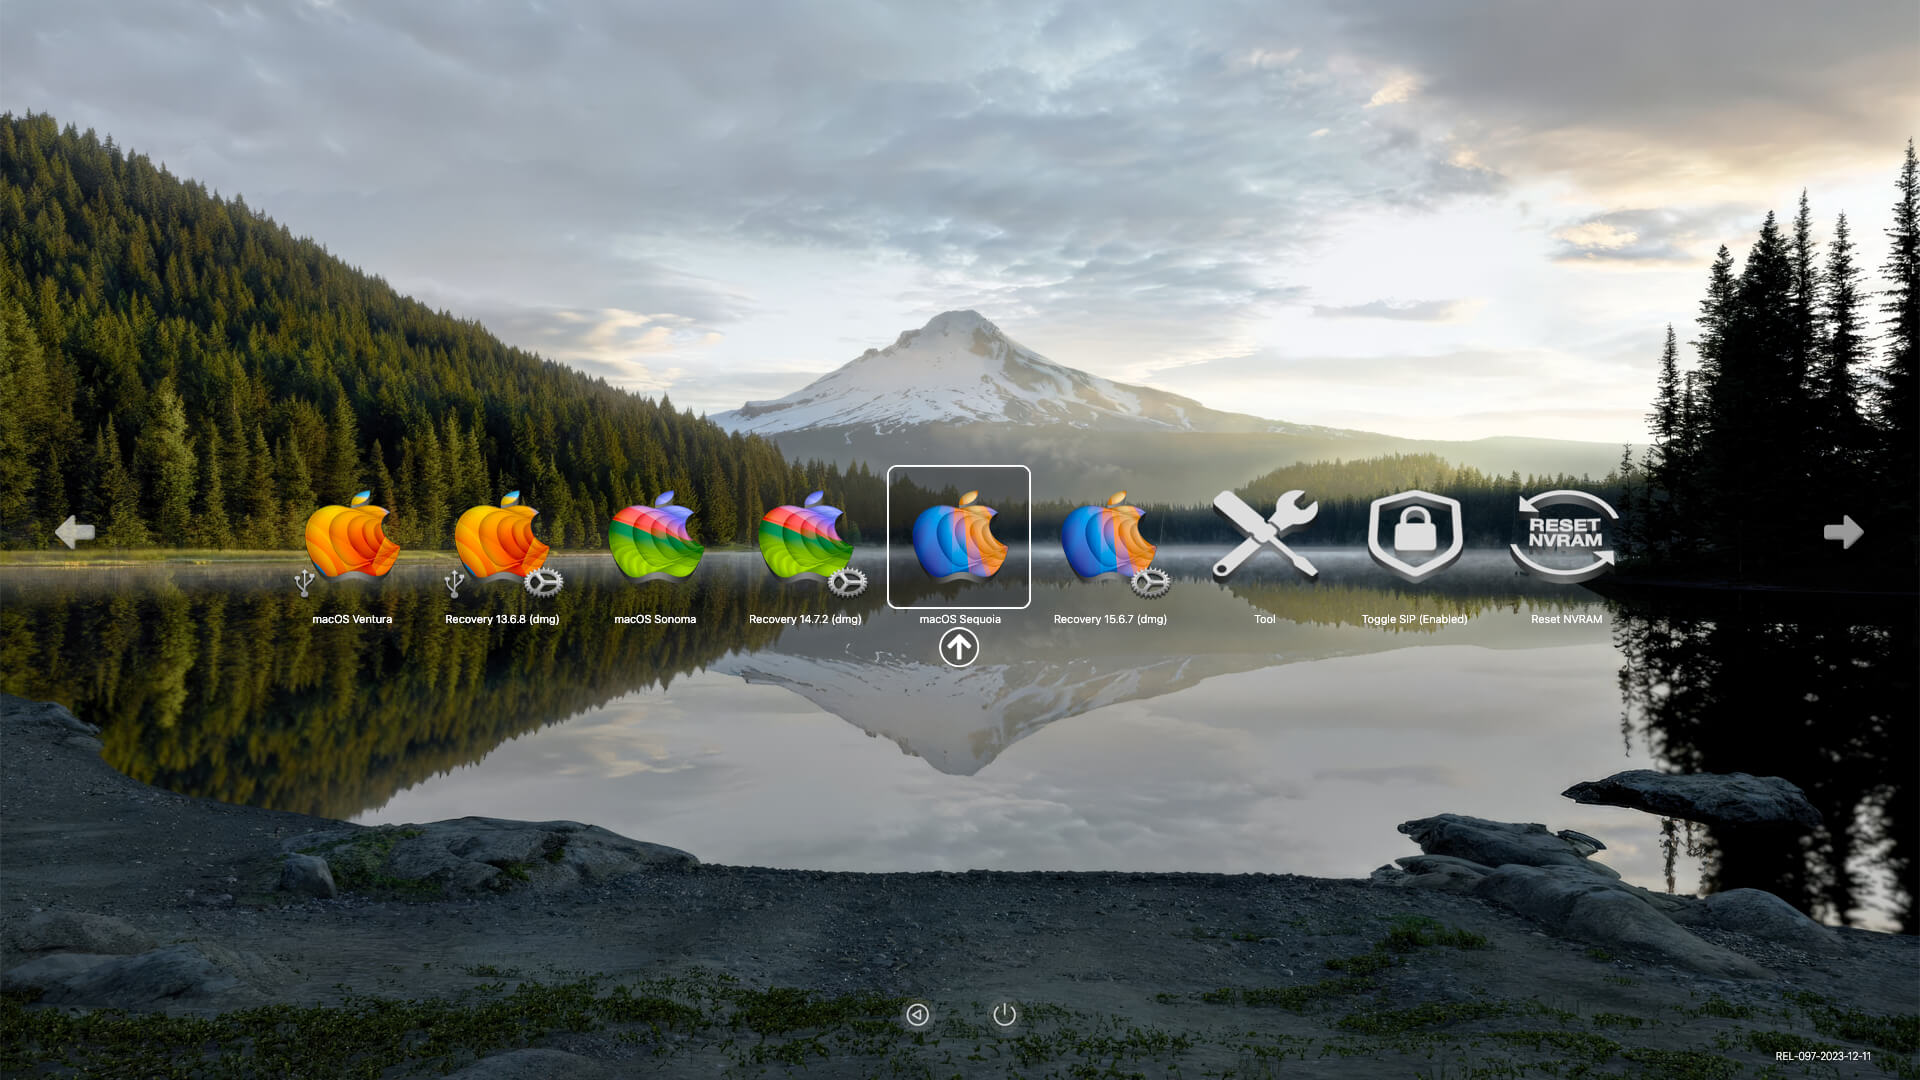 RESET
NVRAM
macOS Ventura
Recovery 13.6.8 (dmg)
macOS Sonoma
Recovery 14.7.2 (dmg)
macOS Sequoia
Recovery 15.6.7 (dmg)
Tool
Toggle SIP (Enabled)
Reset NVRAM
REL-097-2023-12-11